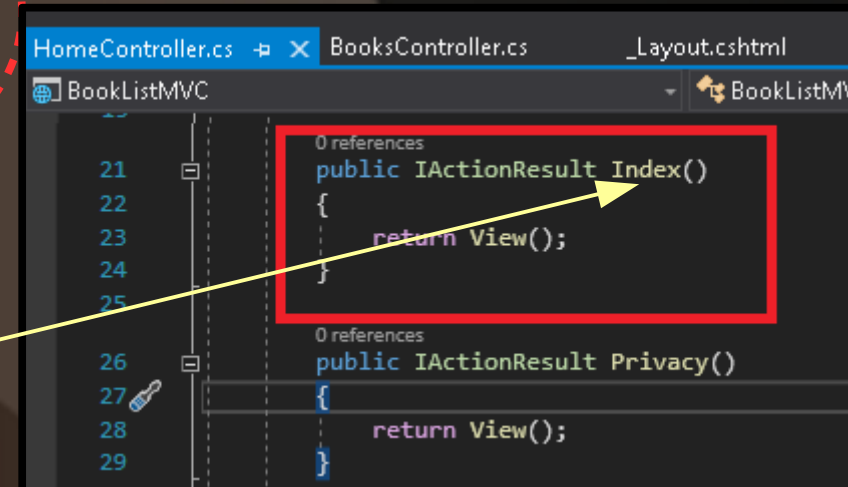 HomeController.cs BooksController.cs _Layout.cshtml
BookListMVC BookListMV
0 references
21 public IActionResult Index()
22 {
23 return View();
24 }
25
0 references
26 public IActionResult Privacy()
27 {
28 return View();
29 }